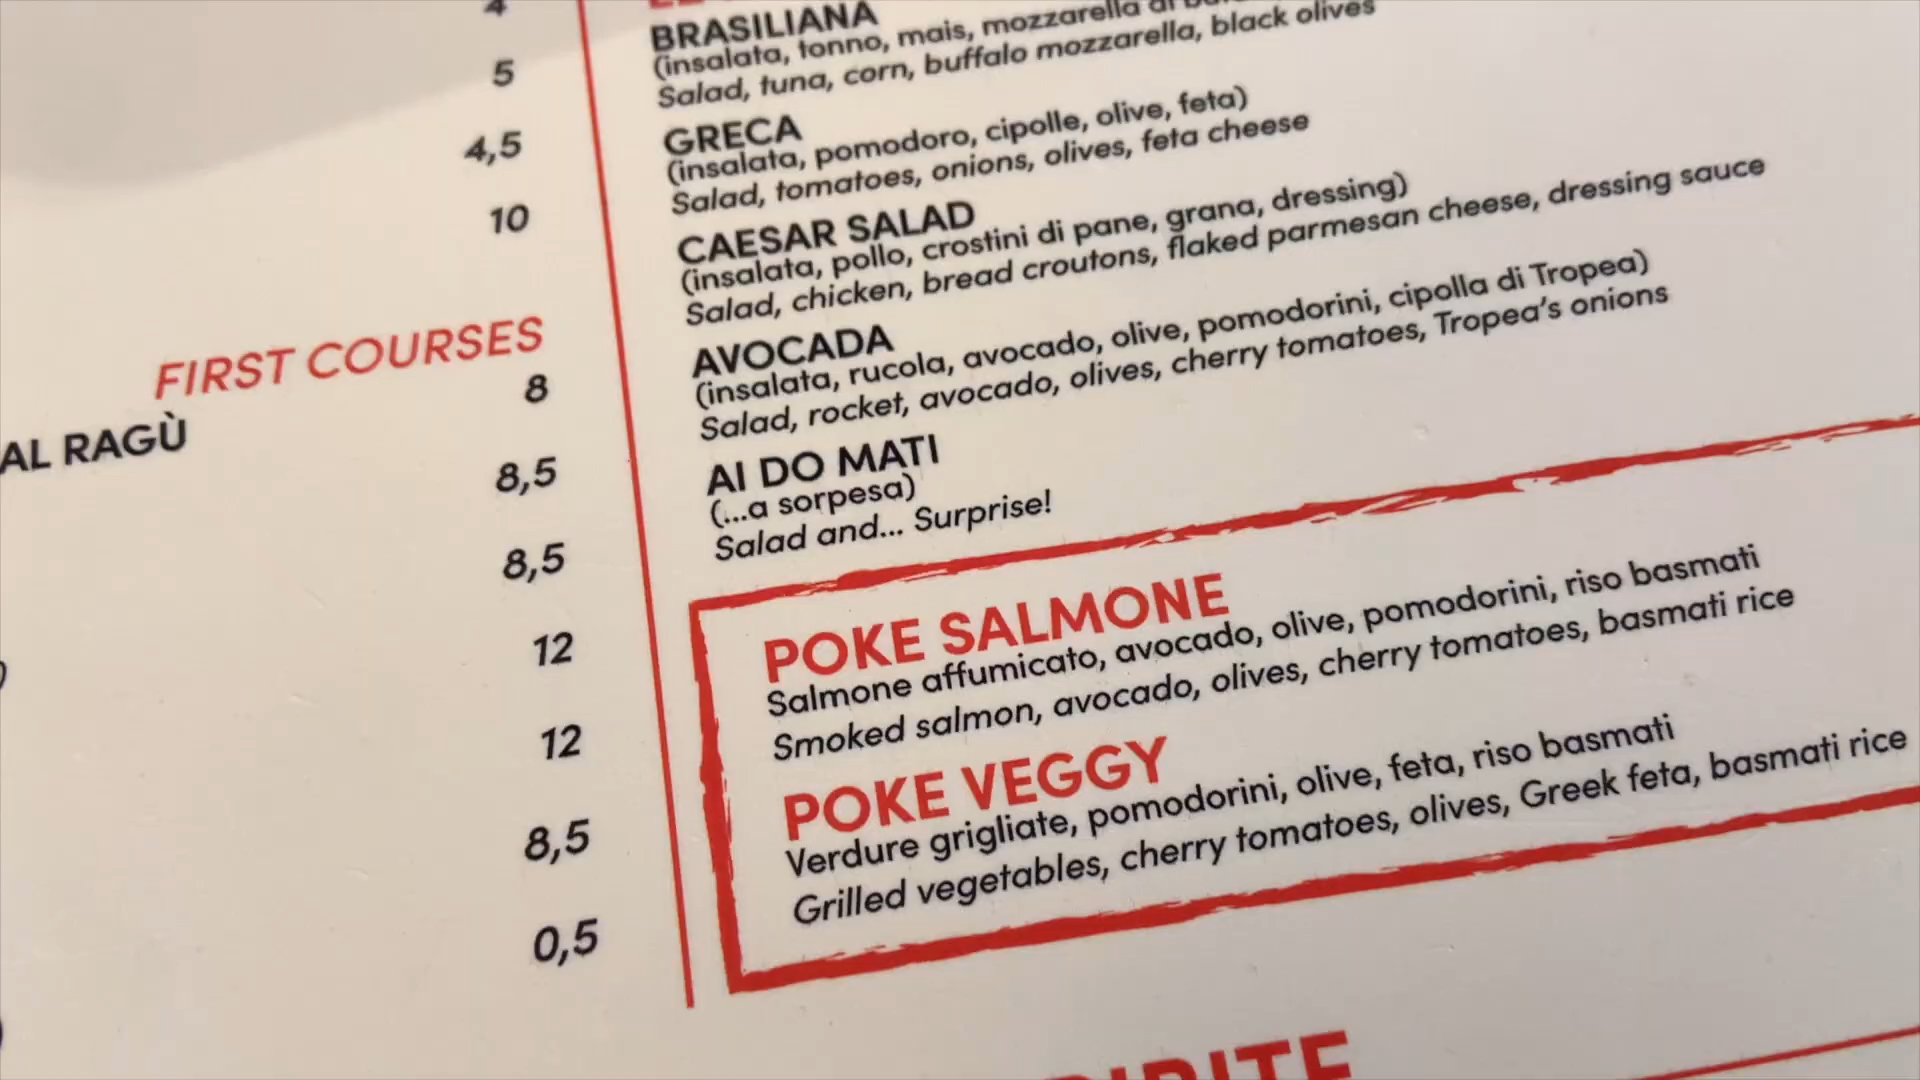 4
5
4,5
10
FIRST COURSES
8
AL RAGÙ
8,5
8,5
12
12
8,5
0,5
BRASILIANA
(insalata, tonno, mais, mozzarella di
Salad, tuna, corn, buffalo mozzarella, black olives
GRECA
(insalata, pomodoro, cipolle, olive, feta)
Salad, tomatoes, onions, olives, feta cheese
CAESAR SALAD
(insalata, pollo, crostini di pane, grana, dressing)
Salad, chicken, bread croutons, flaked parmesan cheese, dressing sauce
AVOCADA
(insalata, rucola, avocado, olive, pomodorini, cipolla di Tropea)
Salad, rocket, avocado, olives, cherry tomatoes, Tropea's onions
AI DO MATI
(...a sorpesa)
Salad and... Surprise!
POKE SALMONE
Salmone affumicato, avocado, olive, pomodorini, riso basmati
Smoked salmon, avocado, olives, cherry tomatoes, basmati rice
POKE VEGGY
Verdure grigliate, pomodorini, olive, feta, riso basmati
Grilled vegetables, cherry tomatoes, olives, Greek feta, basmati rice